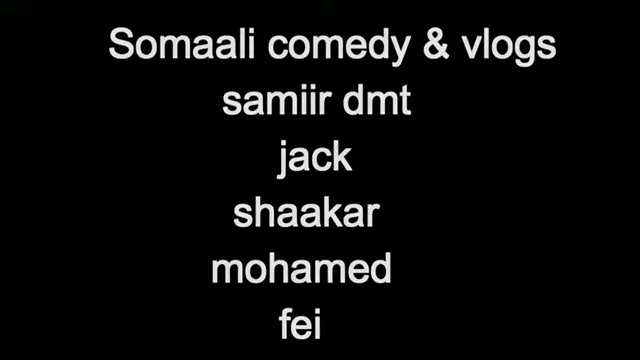 Somaali comedy & vlogs
samiir dmt
jack
shaakar
mohamed
fei